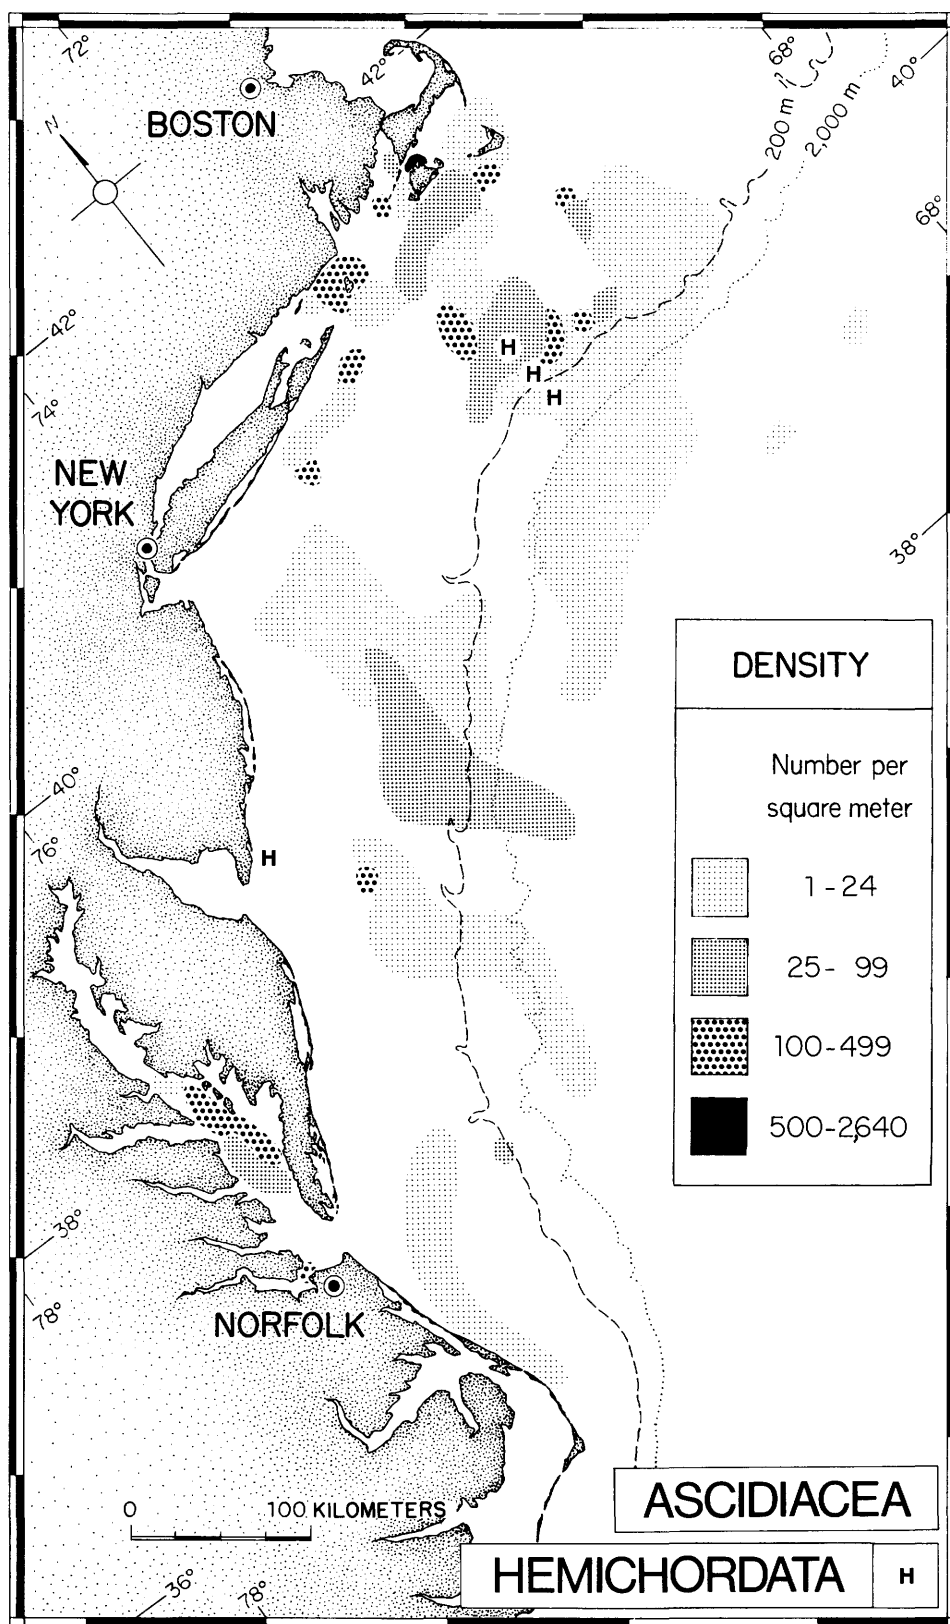 72°
42°
68°
40°
BOSTON
N
200 m
2,000 m
68°
42°
H
H
H
74°
NEW
YORK
38°
DENSITY
Number per
square meter
1-24
25- 99
100-499
500-2,640
40°
76°
H
38°
78°
NORFOLK
0 100 KILOMETERS
ASCIDIACEA
HEMICHORDATA H
36°
78°